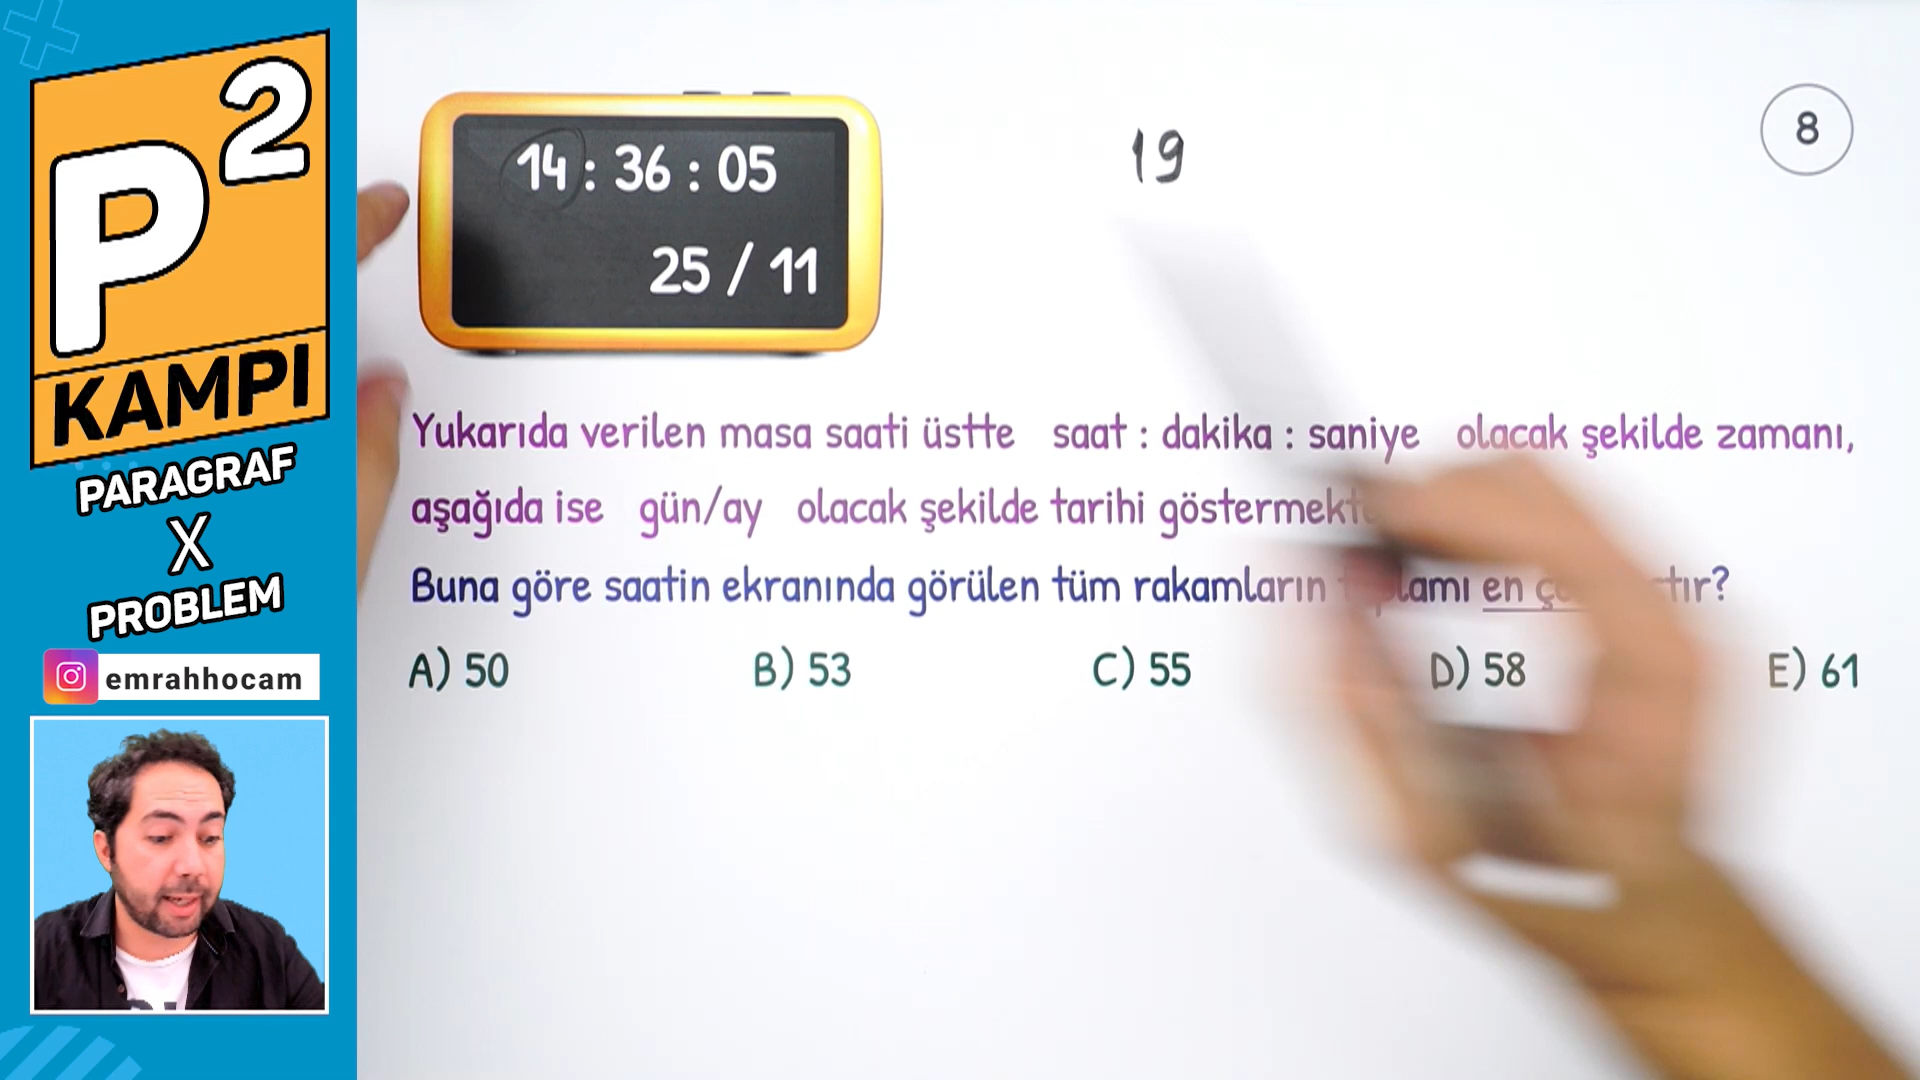 P²
KAMPI
PARAGRAF
X
PROBLEM
emrahhocam
14 : 36 : 05
25 / 11
19
8
Yukarıda verilen masa saati üstte saat : dakika : saniye olacak şekilde zamanı,
aşağıda ise gün/ay olacak şekilde tarihi
Buna göre saatin ekranında görülen tüm rakamların en
A) 50
B) 53
C) 55
D) 58
E) 61